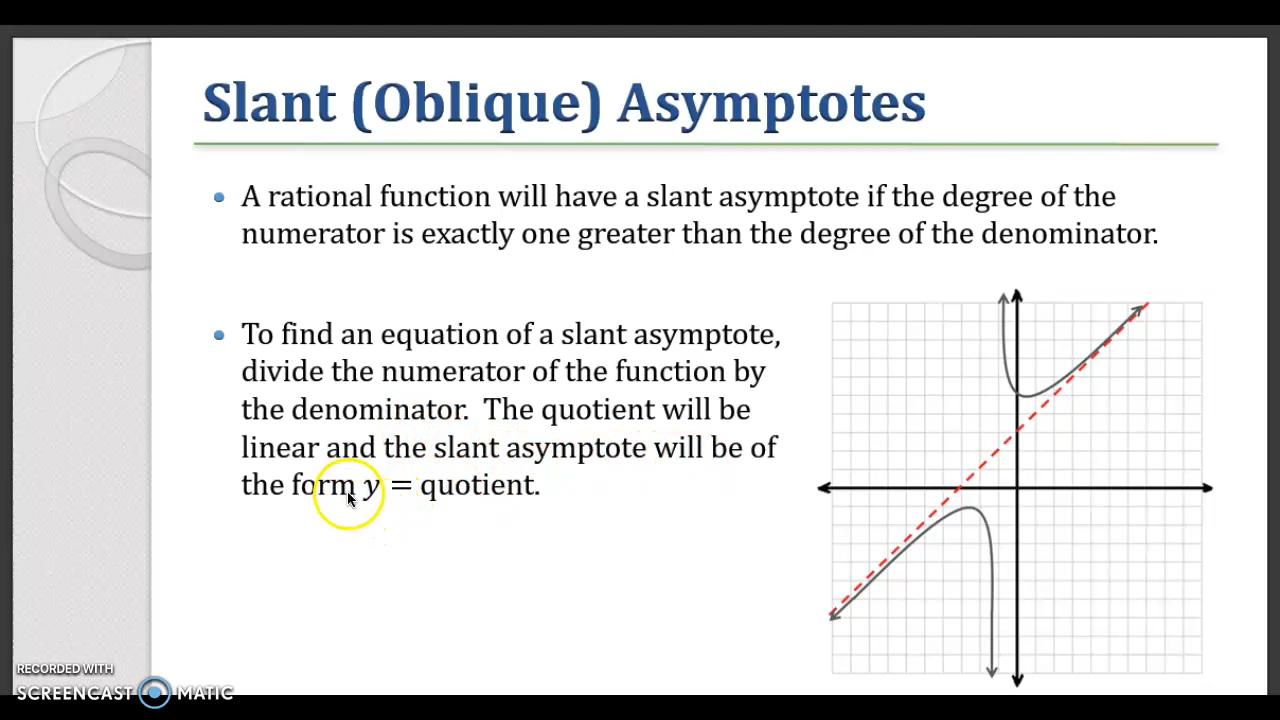 Slant (Oblique) Asymptotes
• A rational function will have a slant asymptote if the degree of the
numerator is exactly one greater than the degree of the denominator.
• To find an equation of a slant asymptote,
divide the numerator of the function by
the denominator. The quotient will be
linear and the slant asymptote will be of
the form y = quotient.
RECORDED WITH
SCREENCAST MATIC